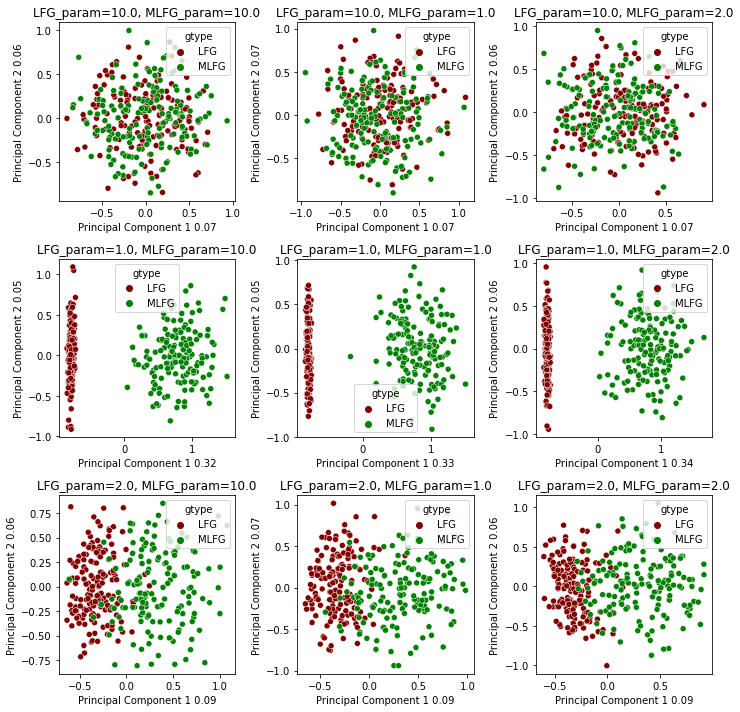 LFG_param=10.0, MLFG_param=10.0
Principal Component 2 0.06
1.0
0.5
0.0
−0.5
gtype
LFG
MLFG
−0.5
0.0
0.5
1.0
Principal Component 1 0.07
LFG_param=10.0, MLFG_param=1.0
Principal Component 2 0.07
1.0
0.5
0.0
−0.5
gtype
LFG
MLFG
−1.0
−0.5
0.0
0.5
1.0
Principal Component 1 0.07
LFG_param=10.0, MLFG_param=2.0
Principal Component 2 0.06
1.0
0.5
0.0
−0.5
−1.0
gtype
LFG
MLFG
−0.5
0.0
0.5
Principal Component 1 0.07
LFG_param=1.0, MLFG_param=10.0
Principal Component 2 0.05
1.0
0.5
0.0
−0.5
−1.0
gtype
LFG
MLFG
0
1
Principal Component 1 0.32
LFG_param=1.0, MLFG_param=1.0
Principal Component 2 0.05
1.0
0.5
0.0
−0.5
−1.0
gtype
LFG
MLFG
0
1
Principal Component 1 0.33
LFG_param=1.0, MLFG_param=2.0
Principal Component 2 0.06
1.0
0.5
0.0
−0.5
−1.0
gtype
LFG
MLFG
0
1
Principal Component 1 0.34
LFG_param=2.0, MLFG_param=10.0
Principal Component 2 0.06
0.75
0.50
0.25
0.00
−0.25
−0.50
−0.75
gtype
LFG
MLFG
−0.5
0.0
0.5
1.0
Principal Component 1 0.09
LFG_param=2.0, MLFG_param=1.0
Principal Component 2 0.07
1.0
0.5
0.0
−0.5
−1.0
gtype
LFG
MLFG
−0.5
0.0
0.5
1.0
Principal Component 1 0.09
LFG_param=2.0, MLFG_param=2.0
Principal Component 2 0.06
1.0
0.5
0.0
−0.5
−1.0
gtype
LFG
MLFG
−0.5
0.0
0.5
Principal Component 1 0.09